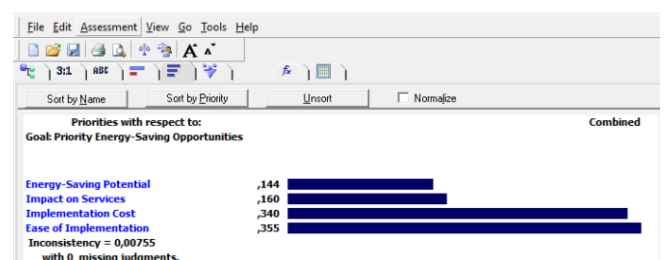 File Edit Assessment View Go Tools Help
A A
3:1 ABC fx
Sort by Name Sort by Priority Unsort Normalize
Priorities with respect to: Combined
Goal: Priority Energy-Saving Opportunities
Energy-Saving Potential ,144
Impact on Services ,160
Implementation Cost ,340
Ease of Implementation ,355
Inconsistency = 0,00755
with 0 missing judgments.